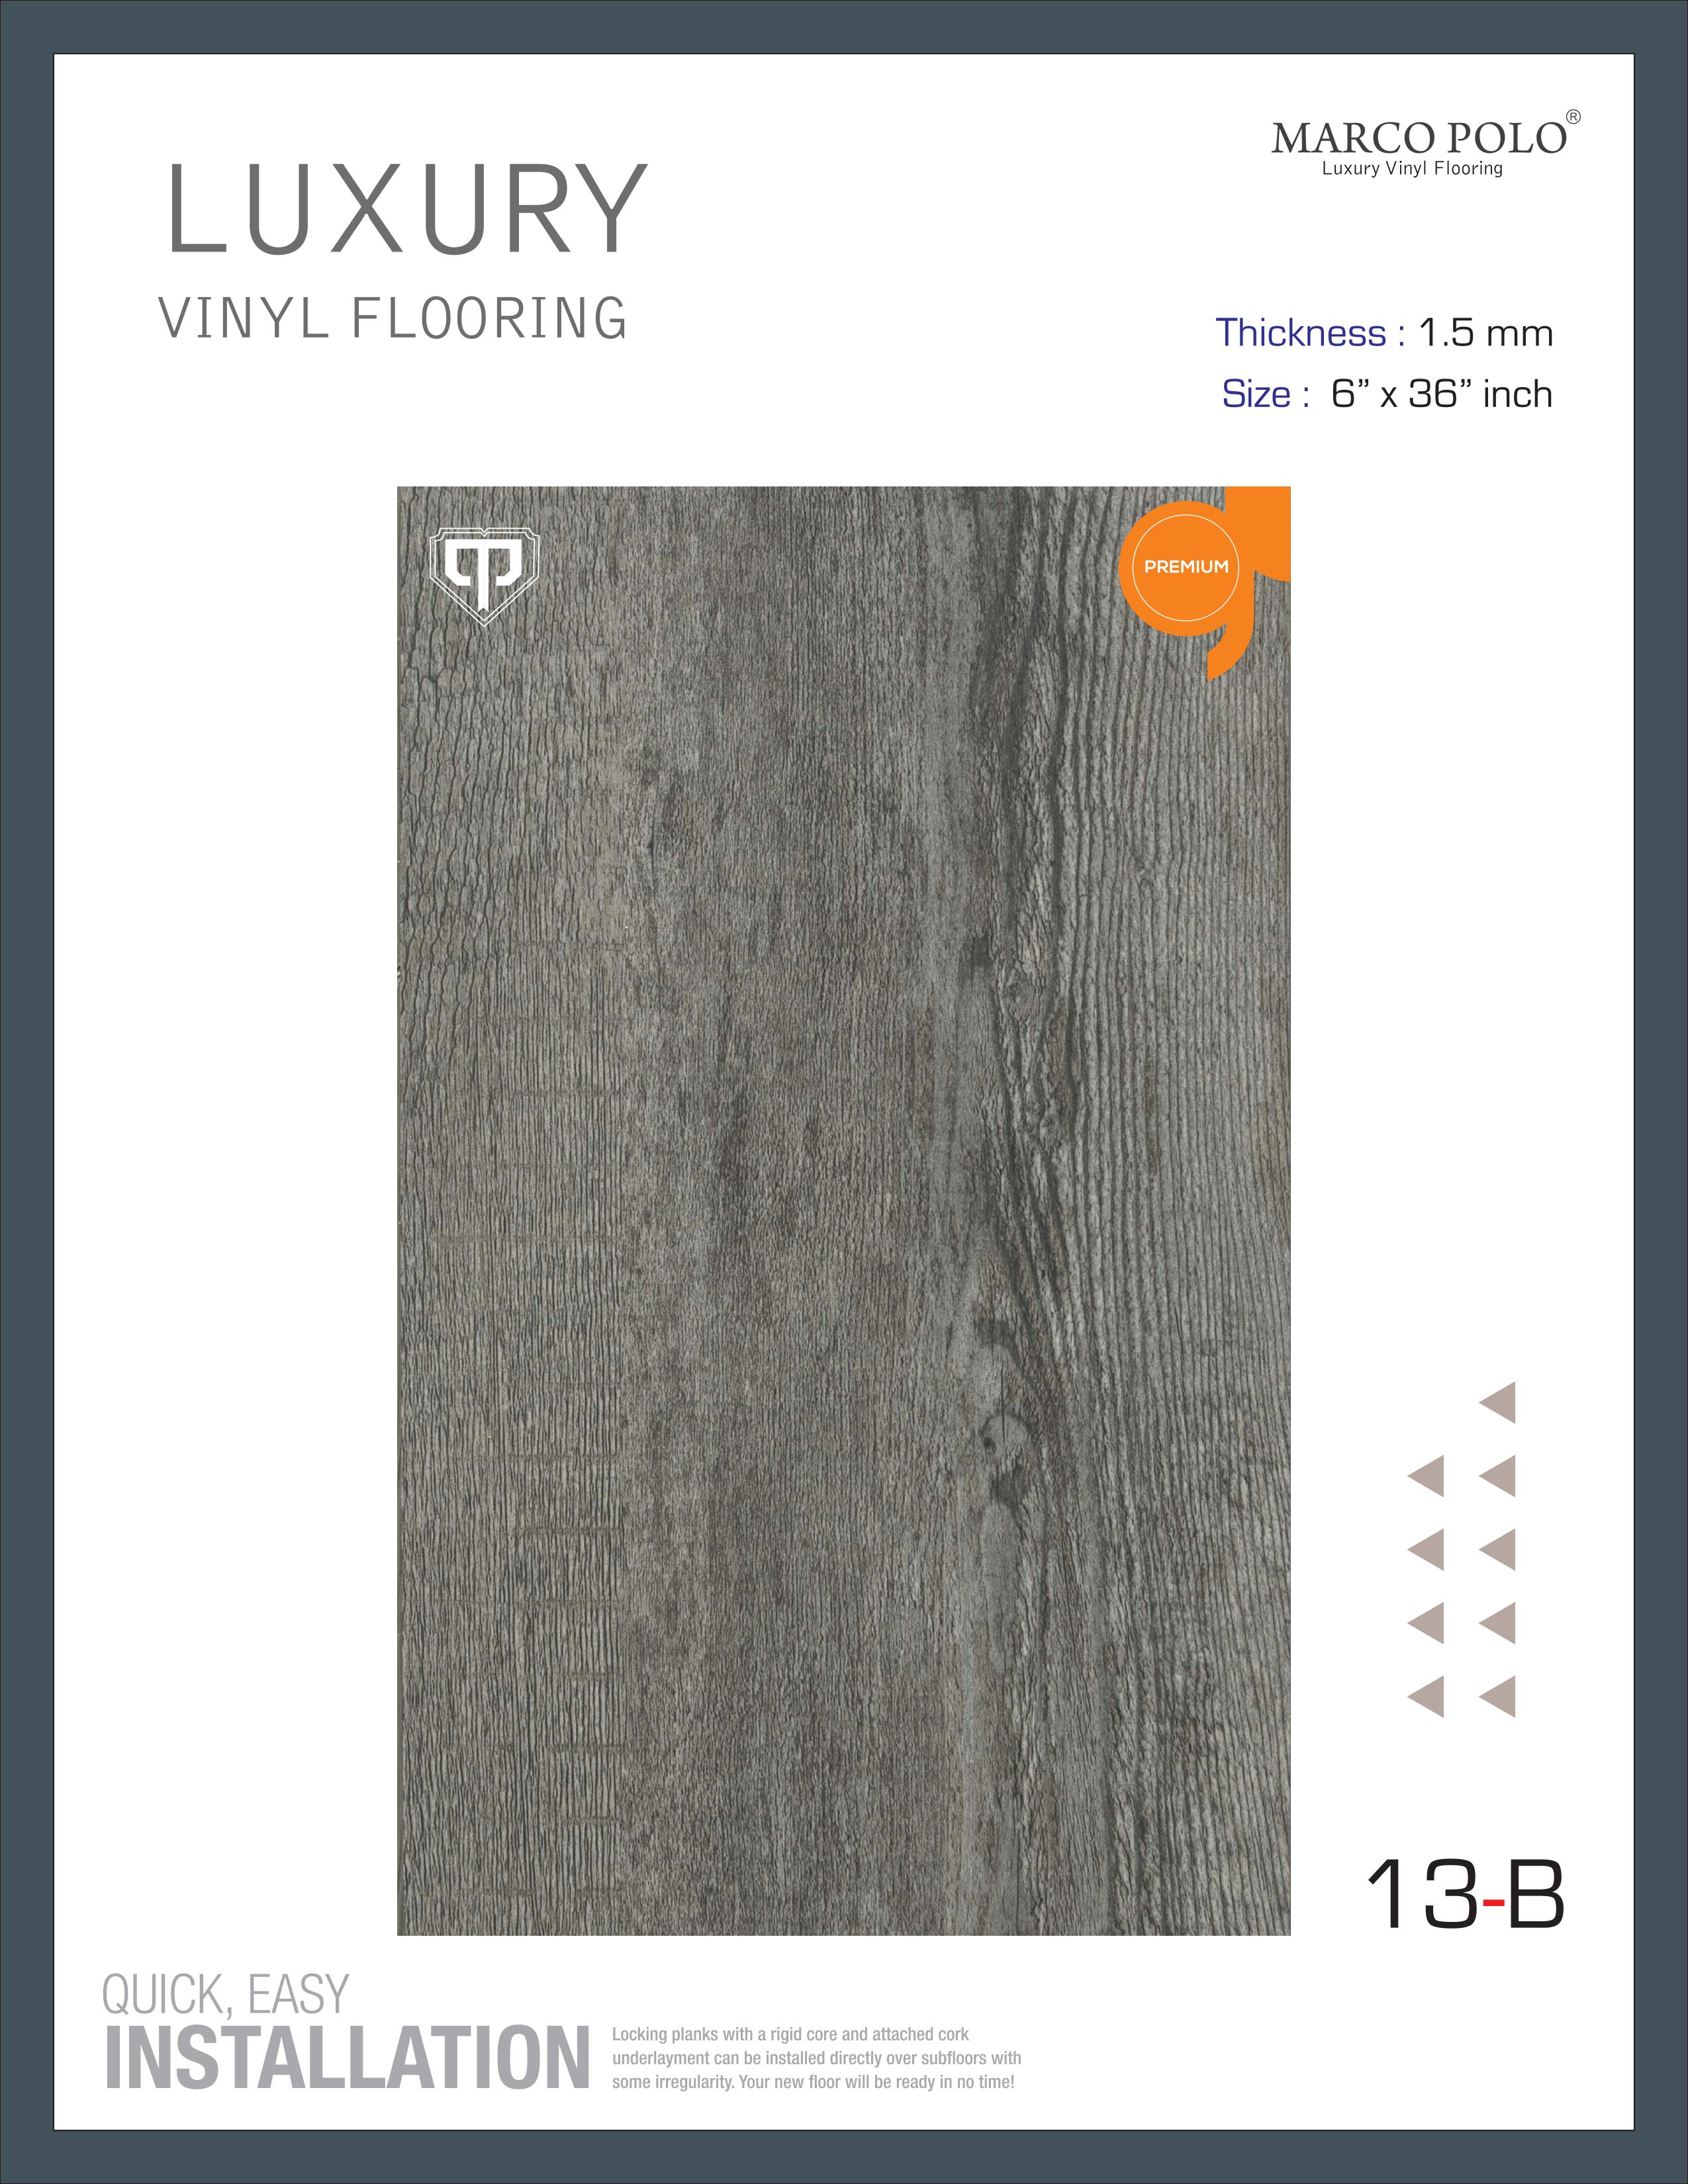 LUXURY
VINYL FLOORING
MARCO POLO®
Luxury Vinyl Flooring
Thickness : 1.5 mm
Size : 6” x 36” inch
PREMIUM
13-B
QUICK, EASY
INSTALLATION
Locking planks with a rigid core and attached cork
underlayment can be installed directly over subfloors with
some irregularity. Your new floor will be ready in no time!